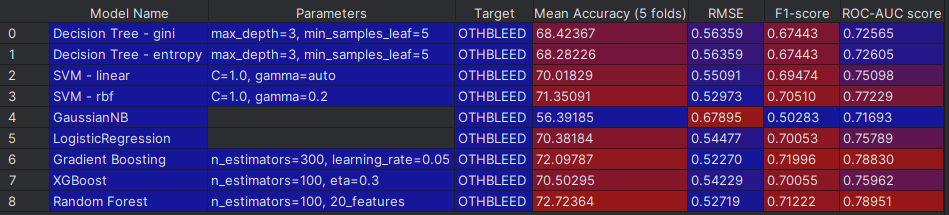 Model Name Parameters Target Mean Accuracy (5 folds) RMSE F1-score ROC-AUC score
0 Decision Tree - gini max_depth=3, min_samples_leaf=5 OTHBLEED 68.42367 0.56359 0.67443 0.72565
1 Decision Tree - entropy max_depth=3, min_samples_leaf=5 OTHBLEED 68.28226 0.56359 0.67443 0.72605
2 SVM - linear C=1.0, gamma=auto OTHBLEED 70.01829 0.55091 0.69474 0.75098
3 SVM - rbf C=1.0, gamma=0.2 OTHBLEED 71.35091 0.52973 0.70510 0.77229
4 GaussianNB OTHBLEED 56.39185 0.67895 0.50283 0.71693
5 LogisticRegression OTHBLEED 70.38184 0.54477 0.70053 0.75789
6 Gradient Boosting n_estimators=300, learning_rate=0.05 OTHBLEED 72.09787 0.52270 0.71996 0.78830
7 XGBoost n_estimators=100, eta=0.3 OTHBLEED 70.50295 0.54229 0.70055 0.75962
8 Random Forest n_estimators=100, 20_features OTHBLEED 72.72364 0.52719 0.71222 0.78951